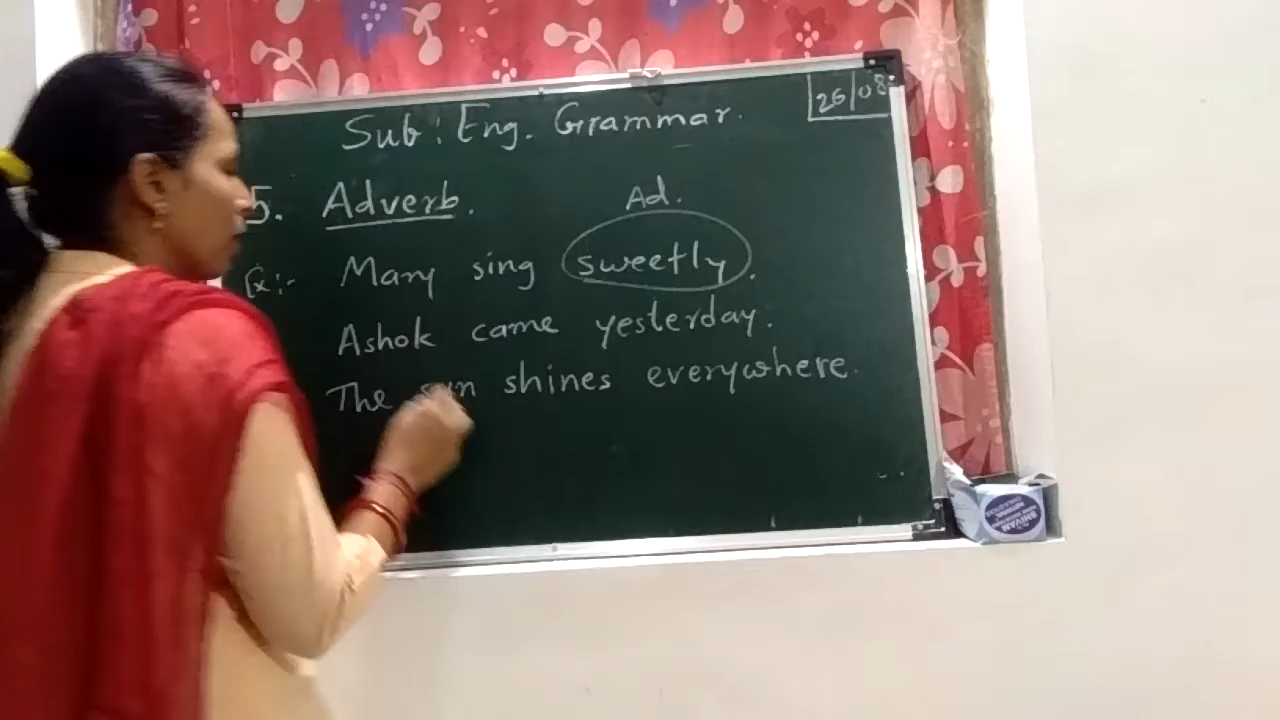 26/08
Sub : Eng. Grammar.
5. Adverb. Ad.
Ex:- Mary sing sweetly.
Ashok came yesterday.
The sun shines everywhere.
SHIVAM